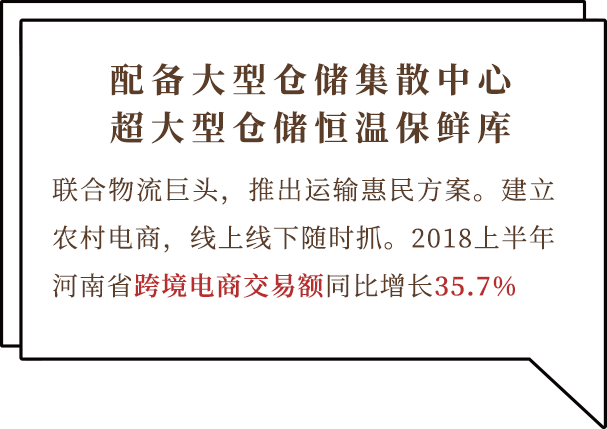 配备大型仓储集散中心
超大型仓储恒温保鲜库
联合物流巨头，推出运输惠民方案。建立
农村电商，线上线下随时抓。2018上半年
河南省跨境电商交易额同比增长35.7%